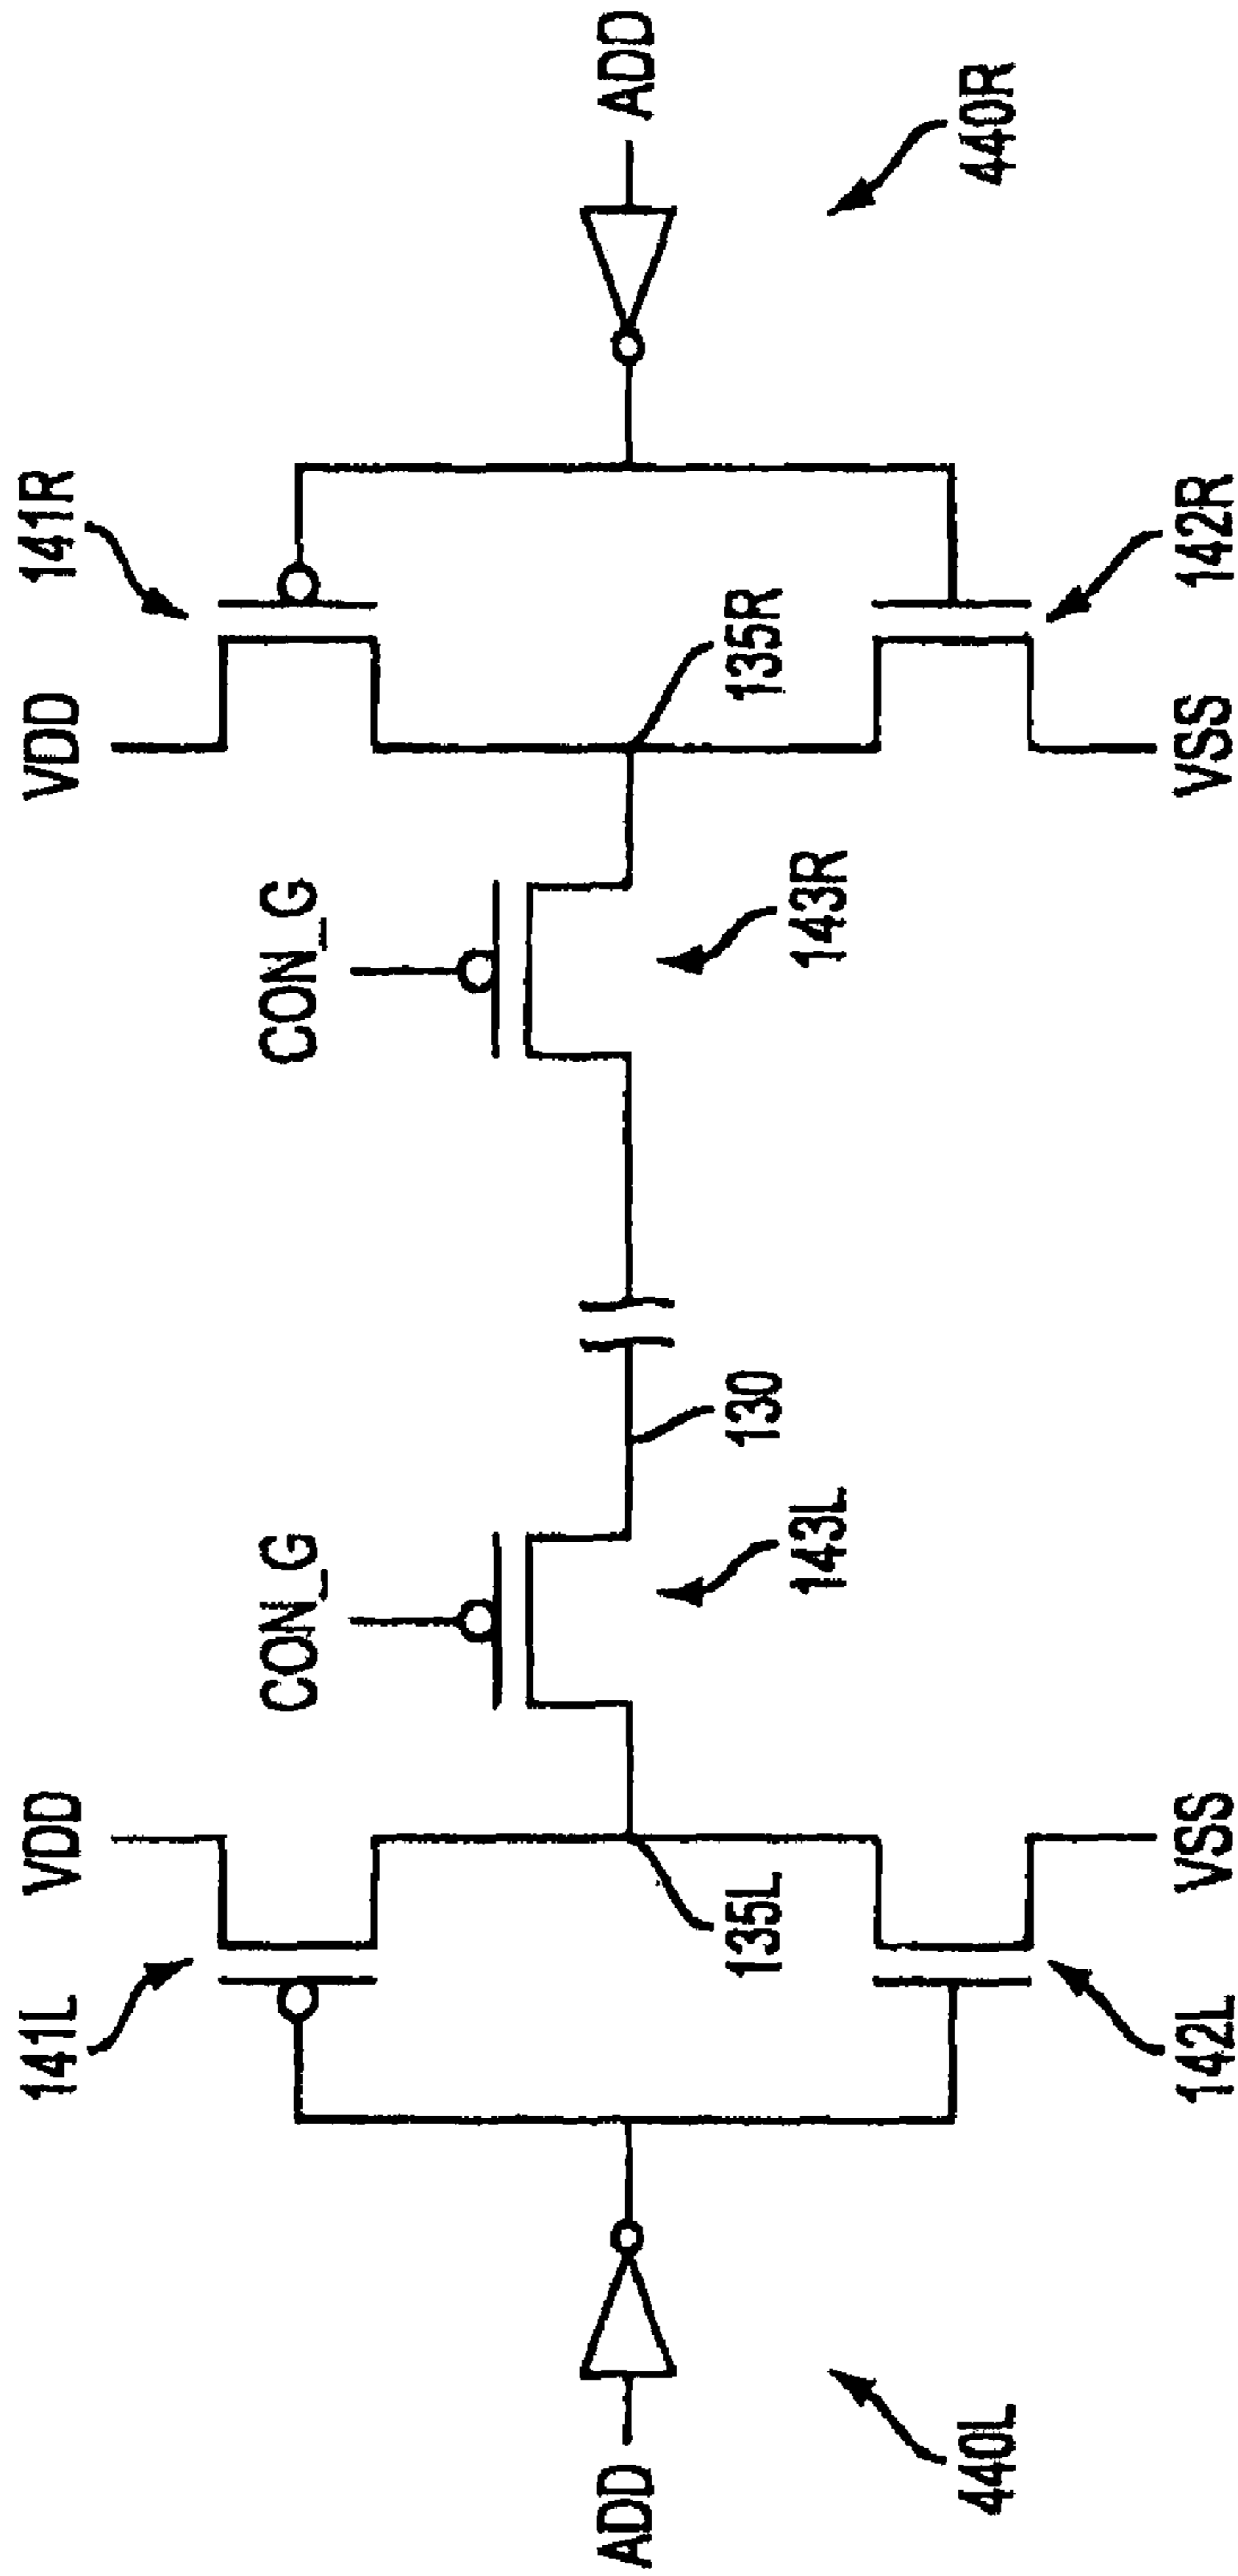 141L
VDD
CON_G
CON_G
VDD
141R
ADD
130
ADD
135L
143L
143R
135R
440L
142L
VSS
VSS
142R
440R